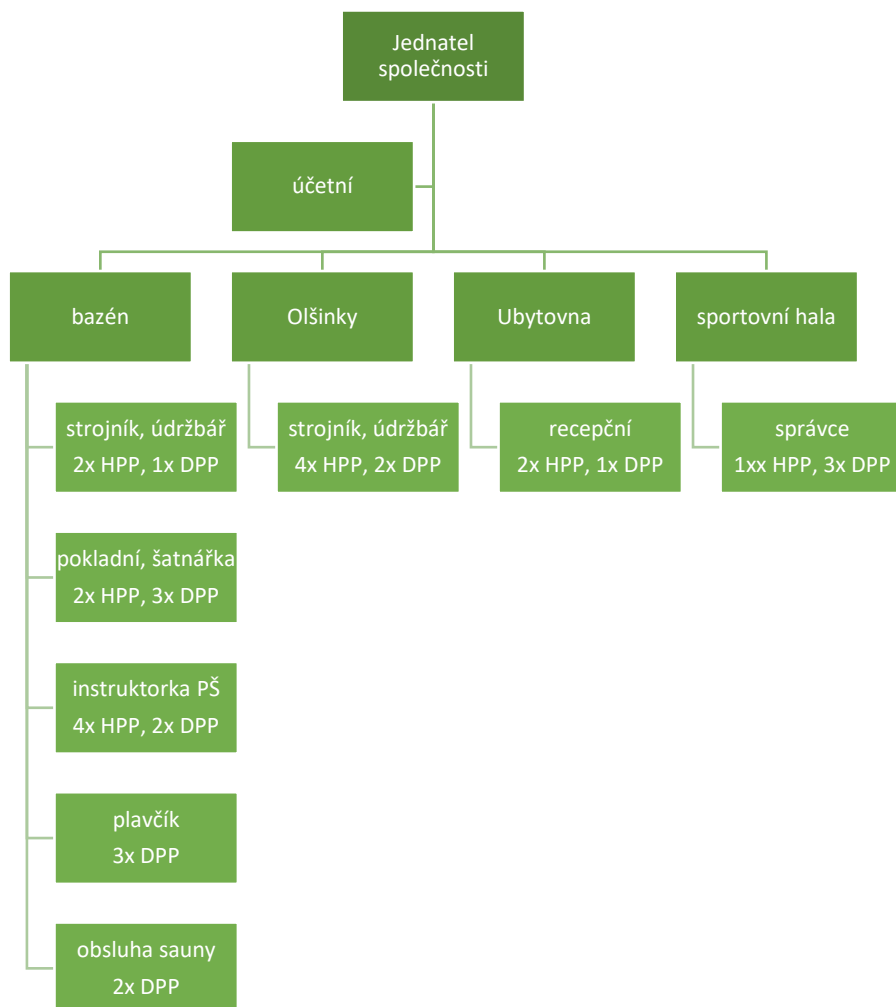 Jednatel
společnosti
účetní
bazén
Olšinky
Ubytovna
sportovní hala
strojník, údržbář
2x HPP, 1x DPP
strojník, údržbář
4x HPP, 2x DPP
recepční
2x HPP, 1x DPP
správce
1xx HPP, 3x DPP
pokladní, šatnářka
2x HPP, 3x DPP
instruktorka PŠ
4x HPP, 2x DPP
plavčík
3x DPP
obsluha sauny
2x DPP